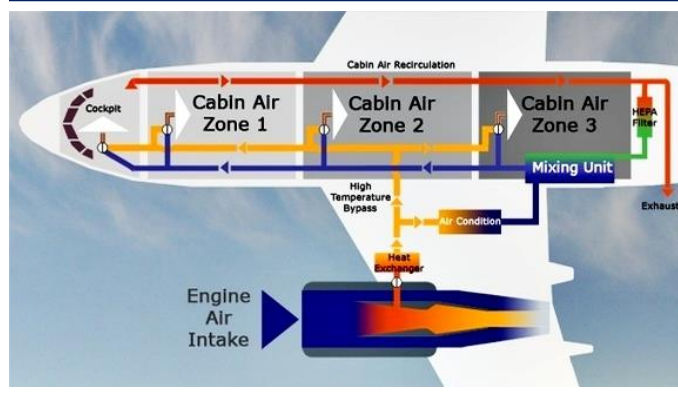 Cabin Air Recirculation
Cockpit
Cabin Air
Zone 1
Cabin Air
Zone 2
Cabin Air
Zone 3
HEPA
Filter
Mixing Unit
High
Temperature
Bypass
Exhaust
Air Condition
Heat
Exchanger
Engine
Air
Intake